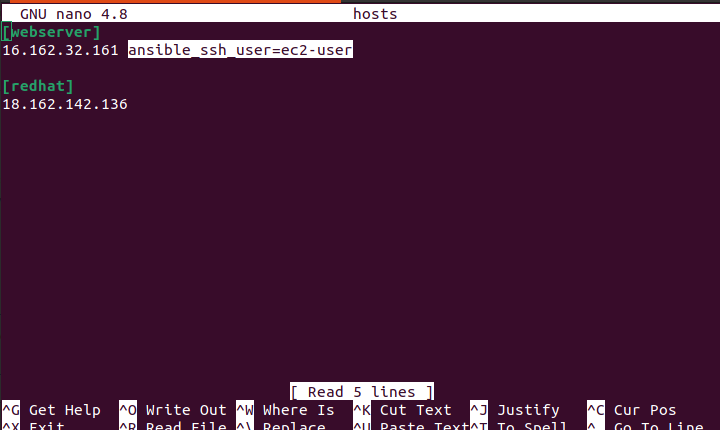 GNU nano 4.8 hosts
[webserver]
16.162.32.161 ansible_ssh_user=ec2-user
[redhat]
18.162.142.136
[ Read 5 lines ]
^G Get Help ^O Write Out ^W Where Is ^K Cut Text ^J Justify ^C Cur Pos
^X Exit ^R Read File ^\ Replace ^U Paste Text ^T To Spell ^_ Go To Line